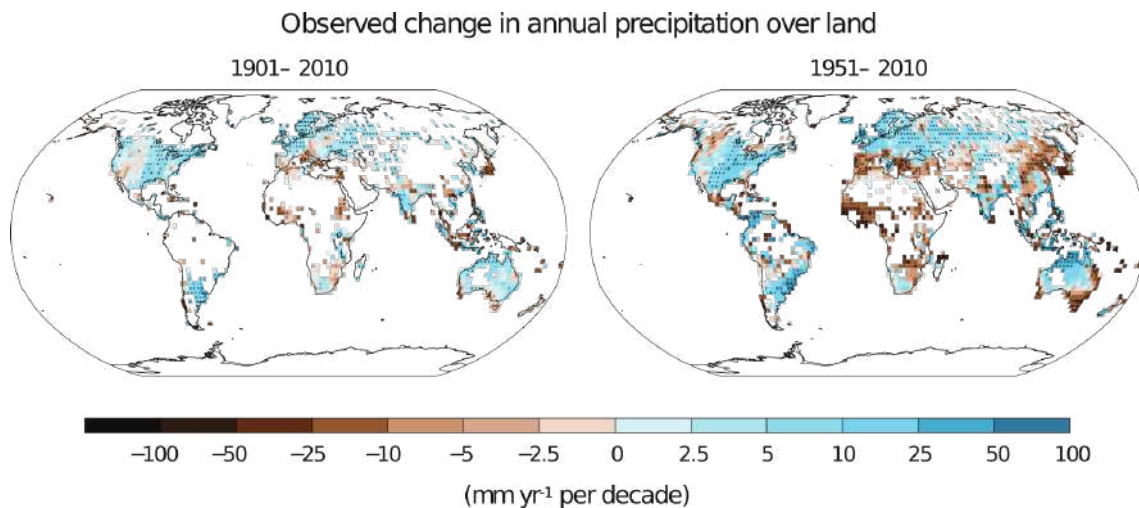 Observed change in annual precipitation over land
1901– 2010
1951– 2010
–100 –50 –25 –10 –5 –2.5 0 2.5 5 10 25 50 100
(mm yr⁻¹ per decade)